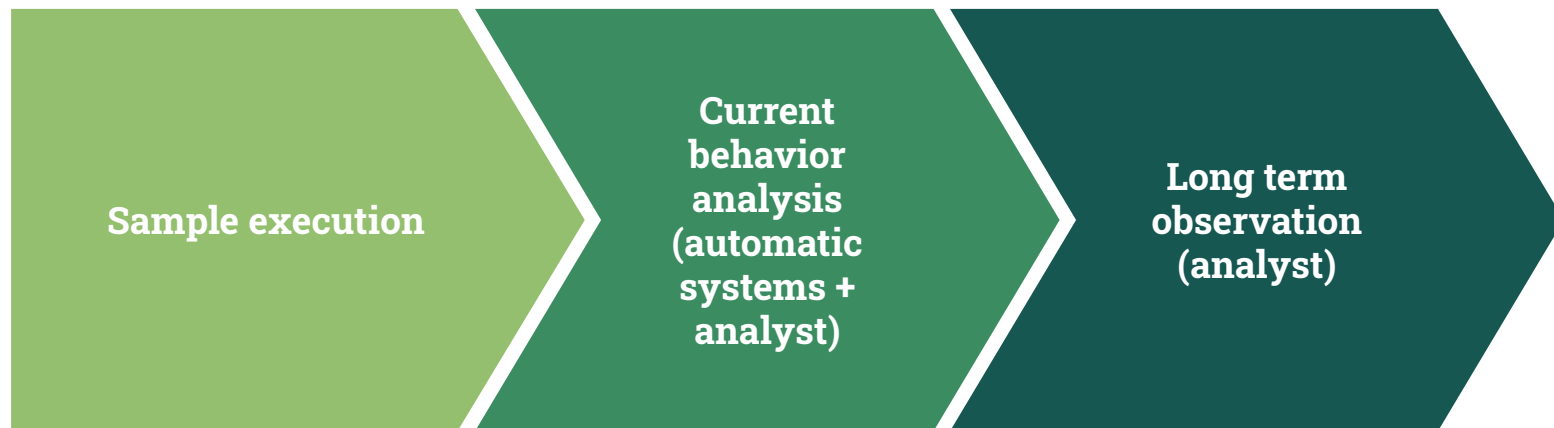 Sample execution
Current
behavior
analysis
(automatic
systems +
analyst)
Long term
observation
(analyst)